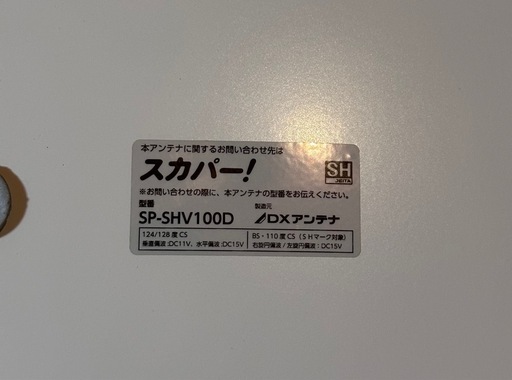 本アンテナに関するお問い合わせ先は
スカパー!
SH
JEITA
※お問い合わせの際に、本アンテナの型番をお伝えください。
型番
SP-SHV100D
製造元
DXアンテナ
124/128度CS
垂直偏波:DC11V、水平偏波:DC15V
BS・110度CS(SHマーク対象)
右旋円偏波/左旋円偏波:DC15V